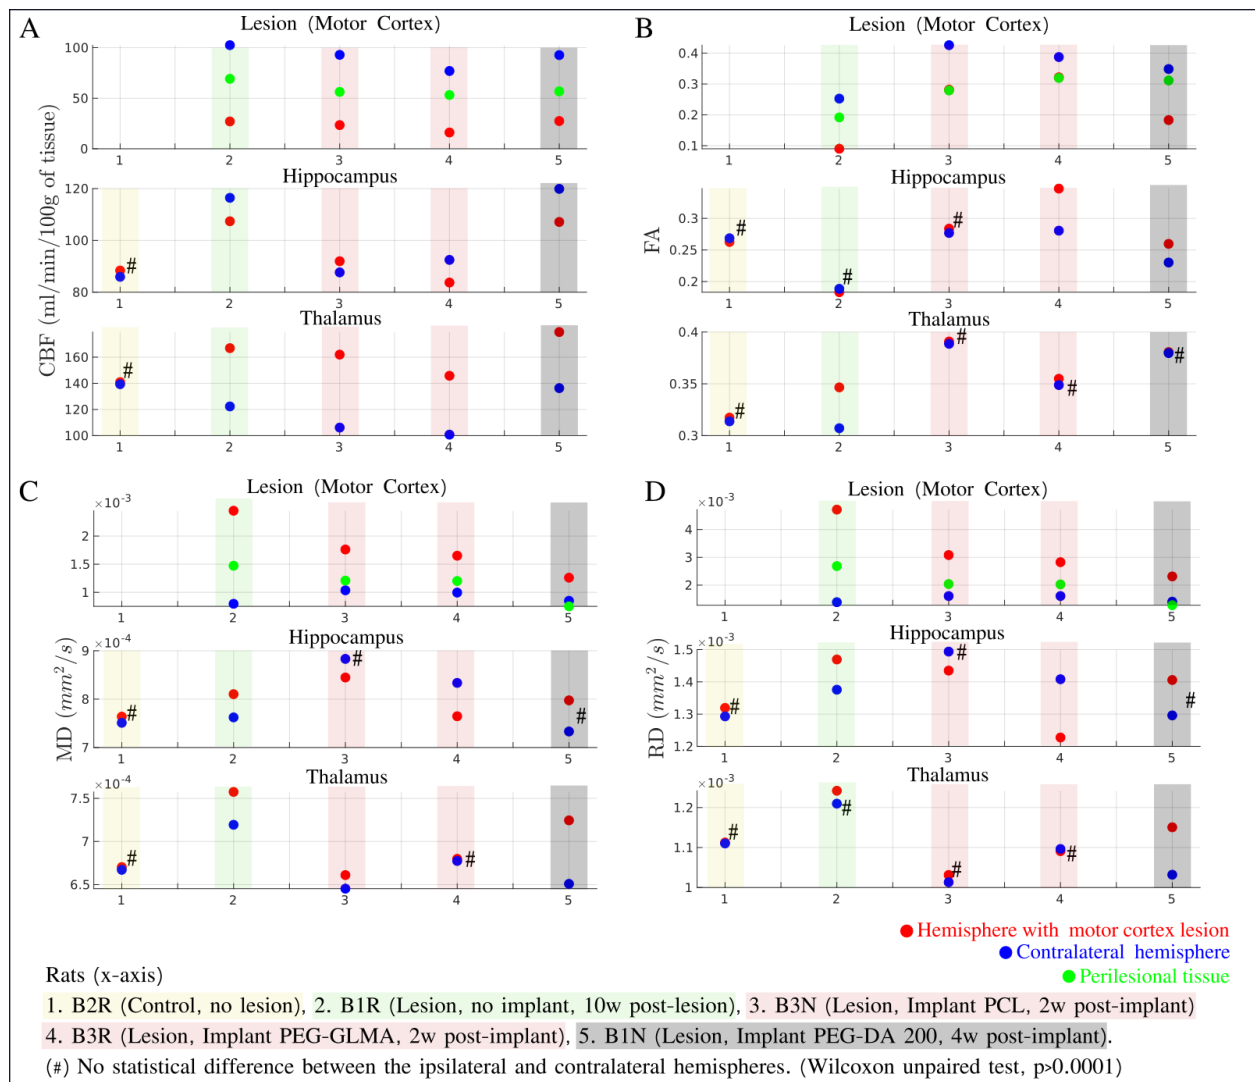 A
Lesion (Motor Cortex)
100
50
0
1 2 3 4 5
Hippocampus
120
100
80
#
1 2 3 4 5
Thalamus
160
140
120
100
#
1 2 3 4 5
CBF (ml/min/100g of tissue)
B
Lesion (Motor Cortex)
0.4
0.3
0.2
0.1
1 2 3 4 5
Hippocampus
0.3
0.25
0.2
# # #
1 2 3 4 5
Thalamus
0.4
0.35
0.3
# # # #
1 2 3 4 5
FA
C
Lesion (Motor Cortex)
×10⁻³
2
1
1 2 3 4 5
Hippocampus
×10⁻⁴
9
8
7
# # #
1 2 3 4 5
Thalamus
×10⁻⁴
7.5
6.5
# #
1 2 3 4 5
MD (mm²/s)
D
Lesion (Motor Cortex)
×10⁻³
4
3
2
1 2 3 4 5
Hippocampus
×10⁻³
1.5
1.4
1.3
1.2
# # #
1 2 3 4 5
Thalamus
×10⁻³
1.2
1.1
1
# # # #
1 2 3 4 5
RD (mm²/s)
Hemisphere with motor cortex lesion
Contralateral hemisphere
Perilesional tissue
Rats (x-axis)
1. B2R (Control, no lesion), 2. B1R (Lesion, no implant, 10w post-lesion), 3. B3N (Lesion, Implant PCL, 2w post-implant)
4. B3R (Lesion, Implant PEG-GLMA, 2w post-implant), 5. B1N (Lesion, Implant PEG-DA 200, 4w post-implant).
(#) No statistical difference between the ipsilateral and contralateral hemispheres. (Wilcoxon unpaired test, p>0.0001)